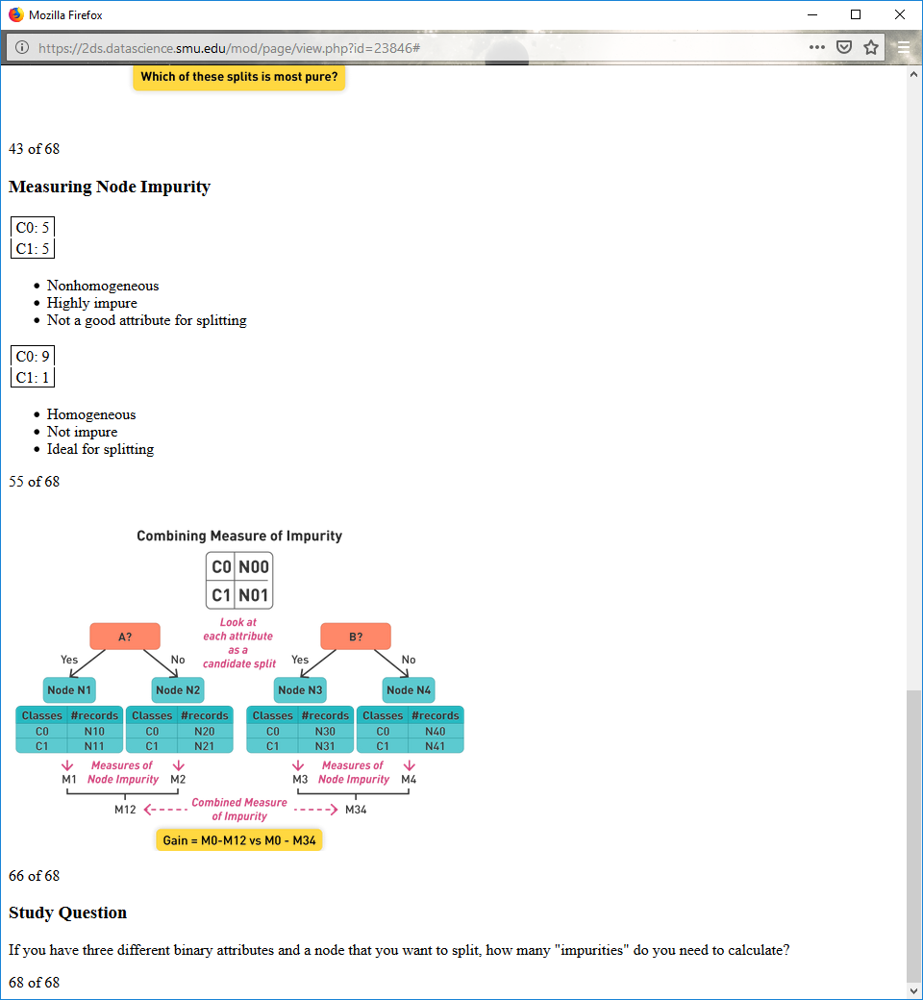 Mozilla Firefox
https://2ds.datascience.smu.edu/mod/page/view.php?id=23846#
Which of these splits is most pure?
43 of 68
Measuring Node Impurity
C0: 5
C1: 5
• Nonhomogeneous
• Highly impure
• Not a good attribute for splitting
C0: 9
C1: 1
• Homogeneous
• Not impure
• Ideal for splitting
55 of 68
Combining Measure of Impurity
C0 N00
C1 N01
Look at
each attribute
as a
candidate split
A?
B?
Yes No Yes No
Node N1 Node N2 Node N3 Node N4
Classes #records Classes #records Classes #records Classes #records
C0 N10 C0 N20 C0 N30 C0 N40
C1 N11 C1 N21 C1 N31 C1 N41
Measures of
Node Impurity
M1 M2
Measures of
Node Impurity
M3 M4
M12
Combined Measure
of Impurity
M34
Gain = M0-M12 vs M0 - M34
66 of 68
Study Question
If you have three different binary attributes and a node that you want to split, how many "impurities" do you need to calculate?
68 of 68